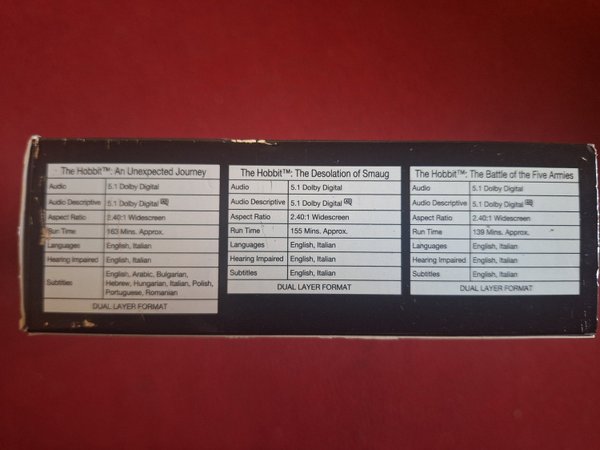 The Hobbit™: An Unexpected Journey
Audio 5.1 Dolby Digital
Audio Descriptive 5.1 Dolby Digital AD
Aspect Ratio 2.40:1 Widescreen
Run Time 163 Mins. Approx.
Languages English, Italian
Hearing Impaired English, Italian
Subtitles English, Arabic, Bulgarian,
Hebrew, Hungarian, Italian, Polish,
Portuguese, Romanian
DUAL LAYER FORMAT
The Hobbit™: The Desolation of Smaug
Audio 5.1 Dolby Digital
Audio Descriptive 5.1 Dolby Digital AD
Aspect Ratio 2.40:1 Widescreen
Run Time 155 Mins. Approx.
Languages English, Italian
Hearing Impaired English, Italian
Subtitles English, Italian
DUAL LAYER FORMAT
The Hobbit™: The Battle of the Five Armies
Audio 5.1 Dolby Digital
Audio Descriptive 5.1 Dolby Digital AD
Aspect Ratio 2.40:1 Widescreen
Run Time 139 Mins. Approx.
Languages English, Italian
Hearing Impaired English, Italian
Subtitles English, Italian
DUAL LAYER FORMAT